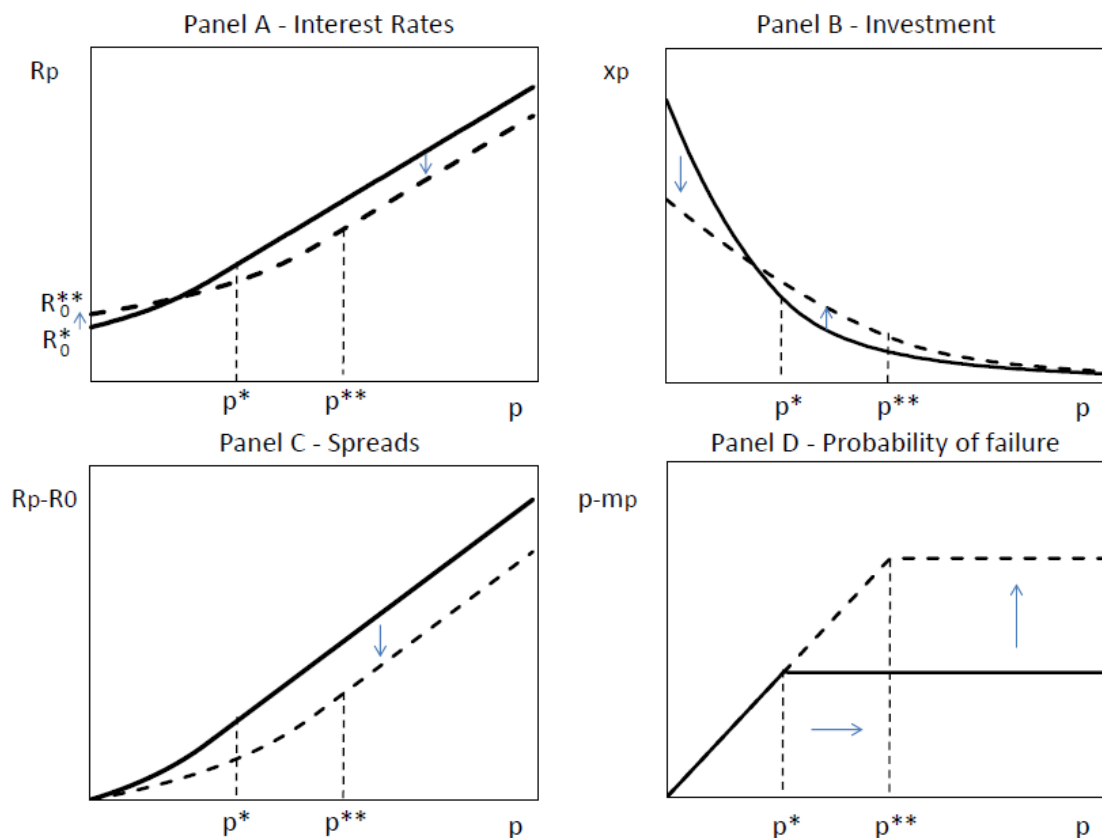 Panel A - Interest Rates
Rp
R₀**
R₀*
p*
p**
p
Panel B - Investment
xp
p*
p**
p
Panel C - Spreads
Rp-R0
p*
p**
p
Panel D - Probability of failure
p-mp
p*
p**
p